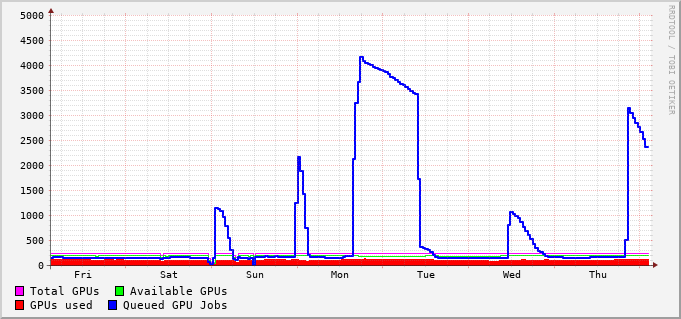 RRDTOOL / TOBI OETIKER
5000
4500
4000
3500
3000
2500
2000
1500
1000
500
0
Fri Sat Sun Mon Tue Wed Thu
Total GPUs Available GPUs
GPUs used Queued GPU Jobs